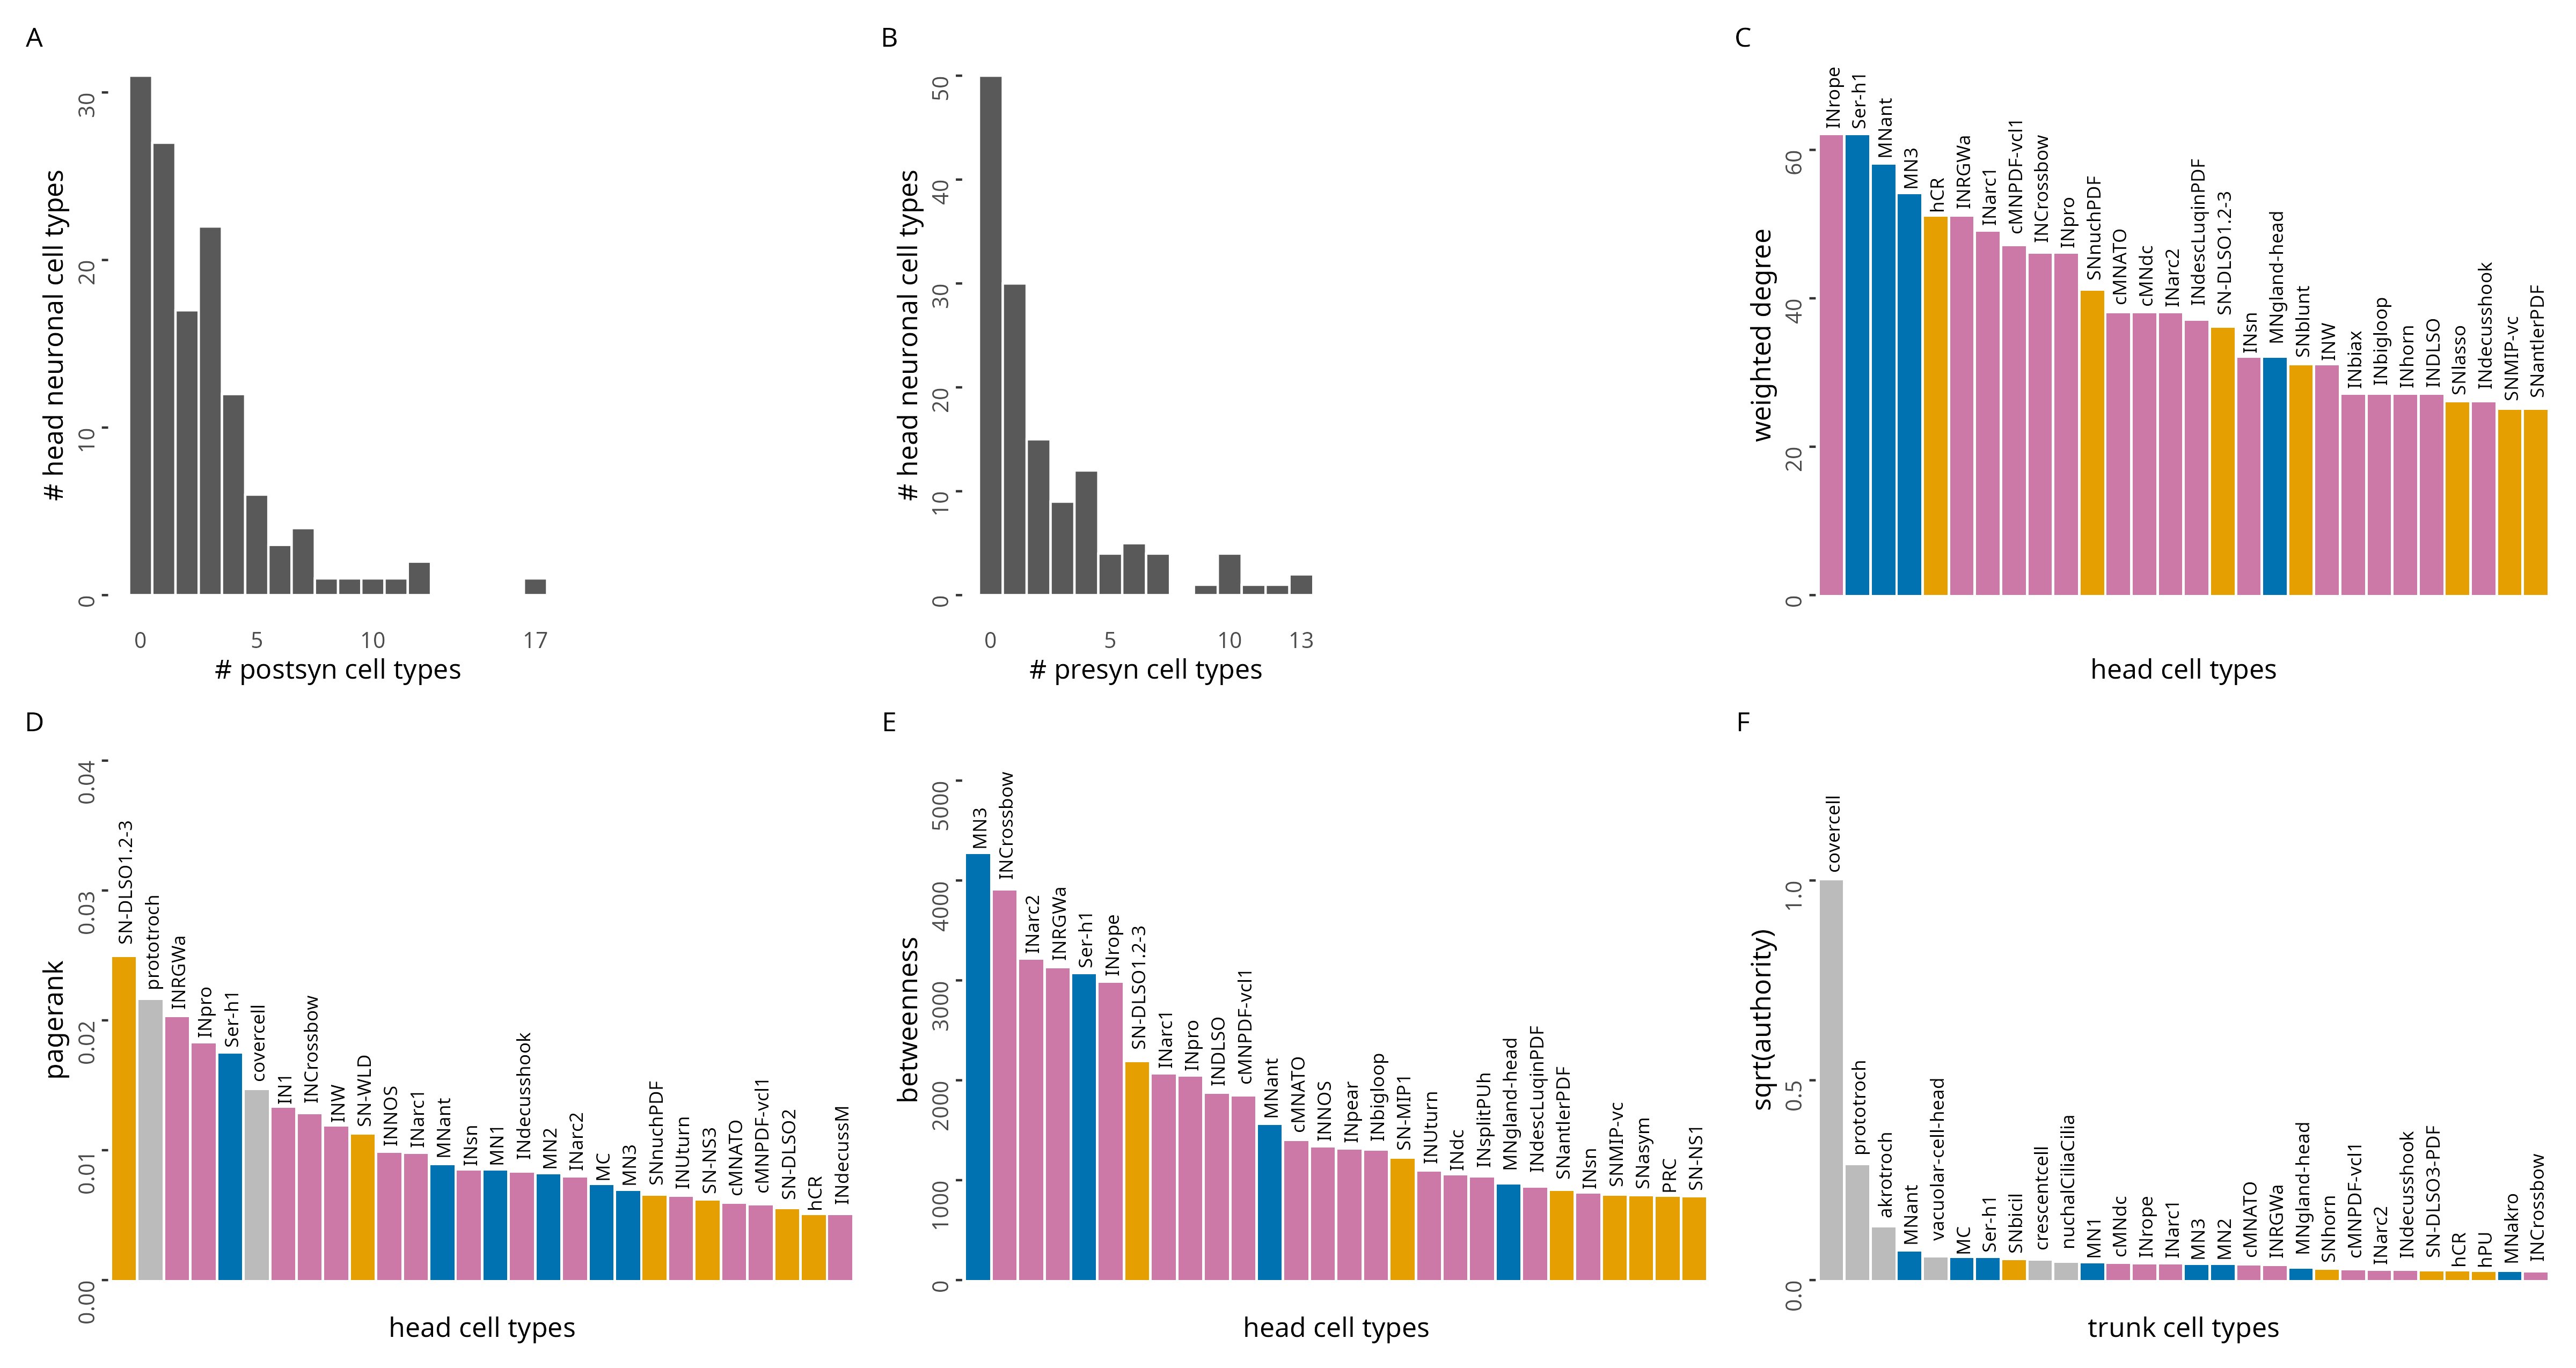 A
# head neuronal cell types
30
20
10
0
0 5 10 17
# postsyn cell types
B
# head neuronal cell types
50
40
30
20
10
0
0 5 10 13
# presyn cell types
C
weighted degree
60
40
20
0
INrope
Ser-h1
MNant
MN3
hCR
INRGWa
INarc1
cMNPDF-vcl1
INCrossbow
INpro
SNnuchPDF
cMNATO
cMNdc
INarc2
INdescLuqinPDF
SN-DLSO1.2-3
INsn
MNgland-head
SNblunt
INW
INbiax
INbigloop
INhorn
INDLSO
SNlasso
INdecusshook
SNMIP-vc
SNantlerPDF
head cell types
D
pagerank
0.04
0.03
0.02
0.01
0.00
SN-DLSO1.2-3
prototroch
INRGWa
INpro
Ser-h1
covercell
IN1
INCrossbow
INW
SN-WLD
INNOS
INarc1
MNant
INsn
MN1
INdecusshook
MN2
INarc2
MC
MN3
SNnuchPDF
INUturn
SN-NS3
cMNATO
cMNPDF-vcl1
SN-DLSO2
hCR
INdecussM
head cell types
E
betweenness
5000
4000
3000
2000
1000
0
MN3
INCrossbow
INarc2
INRGWa
Ser-h1
INrope
SN-DLSO1.2-3
INarc1
INpro
INDLSO
cMNPDF-vcl1
MNant
cMNATO
INNOS
INpear
INbigloop
SN-MIP1
INUturn
INdc
INsplitPUh
MNgland-head
INdescLuqinPDF
SNantlerPDF
INsn
SNMIP-vc
SNasym
PRC
SN-NS1
head cell types
F
sqrt(authority)
1.0
0.5
0.0
covercell
prototroch
akrotroch
MNant
vacuolar-cell-head
MC
Ser-h1
SNbicil
crescentcell
nuchalCiliaCilia
MN1
cMNdc
INrope
INarc1
MN3
MN2
cMNATO
INRGWa
MNgland-head
SNhorn
cMNPDF-vcl1
INarc2
INdecusshook
SN-DLSO3-PDF
hCR
hPU
MNakro
INCrossbow
trunk cell types